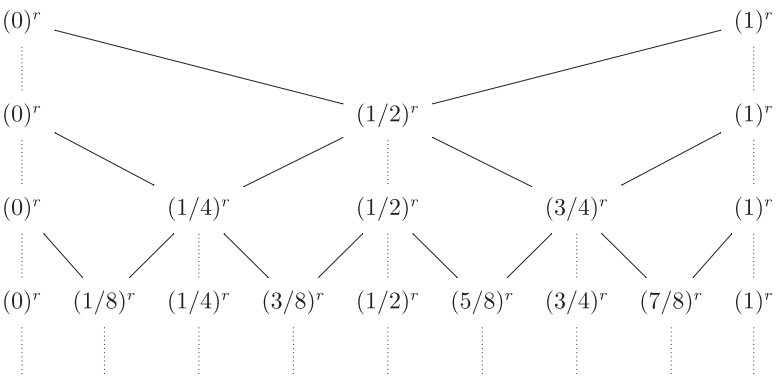 (0)^r (1)^r
(0)^r (1/2)^r (1)^r
(0)^r (1/4)^r (1/2)^r (3/4)^r (1)^r
(0)^r (1/8)^r (1/4)^r (3/8)^r (1/2)^r (5/8)^r (3/4)^r (7/8)^r (1)^r